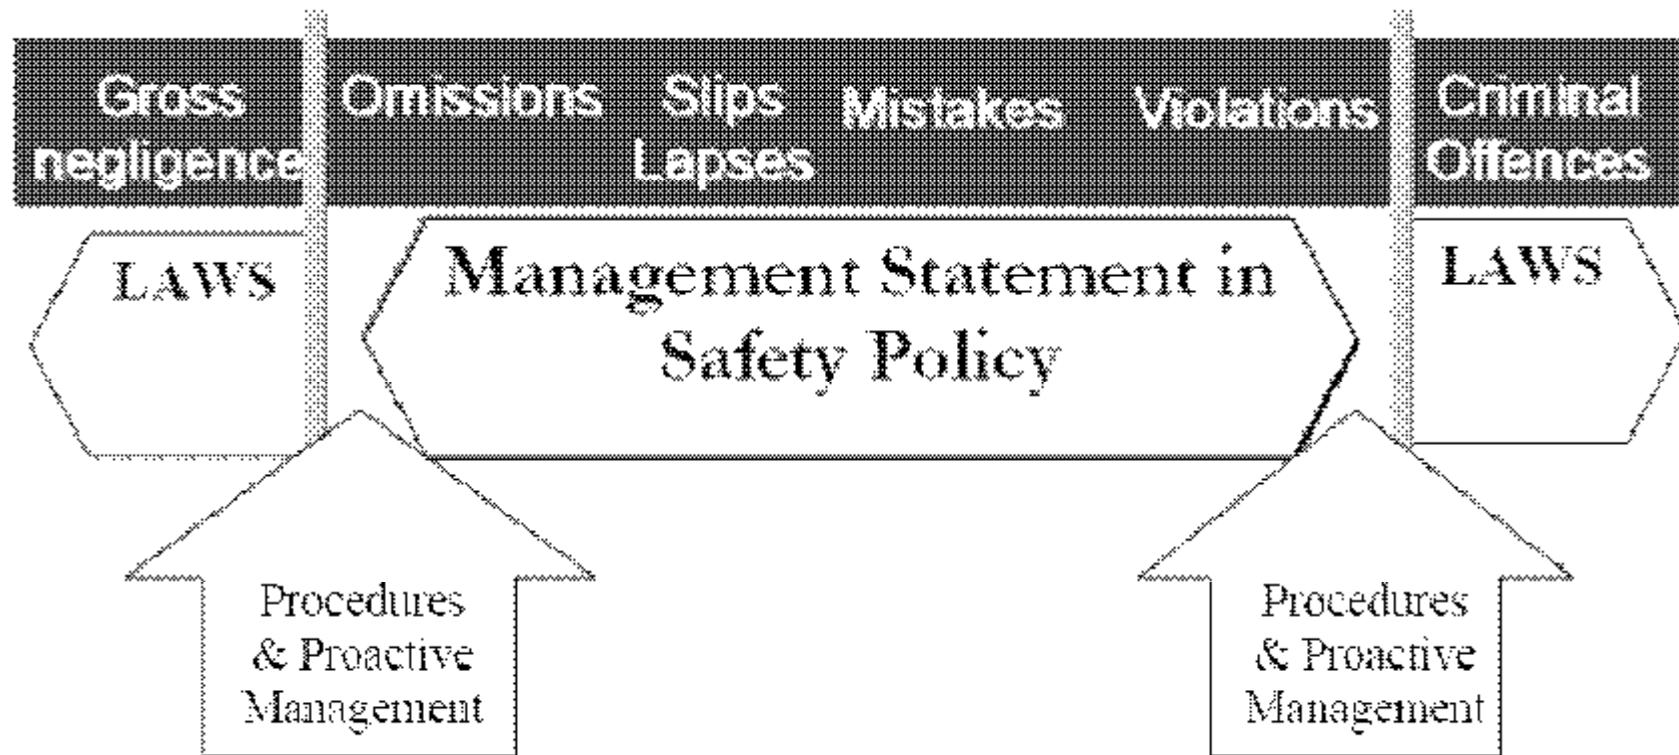 Gross
negligence
Omissions
Slips
Lapses
Mistakes
Violations
Criminal
Offences
LAWS
Management Statement in
Safety Policy
LAWS
Procedures
& Proactive
Management
Procedures
& Proactive
Management